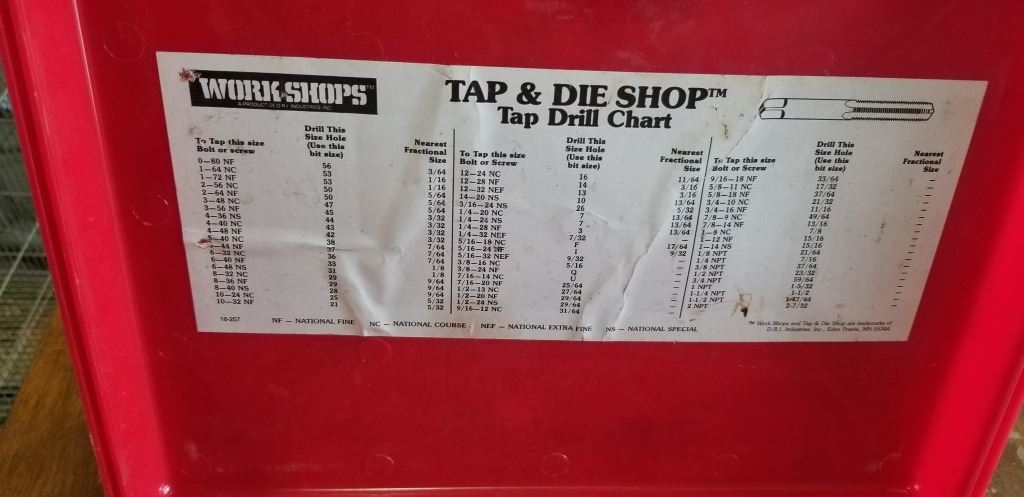 WORK SHOPS™
A PRODUCT OF D.R.I. INDUSTRIES, INC.
TAP & DIE SHOP™
Tap Drill Chart
To Tap this size Bolt or screw | Drill This Size Hole (Use this bit size) | Nearest Fractional Size
0—80 NF 56 3/64
1—64 NC 53 1/16
1—72 NF 53 1/16
2—56 NC 50 5/64
2—64 NF 50 5/64
3—48 NC 47 5/64
3—56 NF 45 3/32
4—36 NS 44 3/32
4—40 NC 43 3/32
4—48 NF 42 3/32
5—40 NC 38 7/64
5—44 NF 37 7/64
6—32 NC 36 7/64
6—40 NF 33 1/8
6—48 NS 31 1/8
8—32 NC 29 9/64
8—36 NF 29 9/64
8—40 NS 28 9/64
10—24 NC 25 5/32
10—32 NF 21 5/32
To Tap this size Bolt or Screw | Drill This Size Hole (Use this bit size) | Nearest Fractional Size
12—24 NC 16 11/64
12—28 NF 14 3/16
12—32 NEF 13 3/16
14—20 NS 10 13/64
3/16—24 NS 26 5/32
1/4—20 NC 7 13/64
1/4—24 NS 7 13/64
1/4—28 NF 3 13/64
1/4—32 NEF 7/32 —
5/16—18 NC F 17/64
5/16—24 NF I 9/32
5/16—32 NEF 9/32 —
3/8—16 NC 5/16 —
3/8—24 NF Q —
7/16—14 NC U —
7/16—20 NF 25/64 —
1/2—13 NC 27/64 —
1/2—20 NF 29/64 —
1/2—24 NS 29/64 —
9/16—12 NC 31/64 —
To Tap this size Bolt or Screw | Drill This Size Hole (Use this bit size) | Nearest Fractional Size
9/16—18 NF 33/64 —
5/8—11 NC 17/32 —
5/8—18 NF 37/64 —
3/4—10 NC 21/32 —
3/4—16 NF 11/16 —
7/8—9 NC 49/64 —
7/8—14 NF 13/16 —
1—8 NC 7/8 —
1—12 NF 15/16 —
1—14 NS 15/16 —
1/8 NPT 21/64 —
1/4 NPT 7/16 —
3/8 NPT 37/64 —
1/2 NPT 23/32 —
3/4 NPT 59/64 —
1 NPT 1-5/32 —
1-1/4 NPT 1-1/2 —
1-1/2 NPT 1-47/64 —
2 NPT 2-7/32 —
18-257
NF — NATIONAL FINE NC — NATIONAL COURSE NEF — NATIONAL EXTRA FINE NS — NATIONAL SPECIAL
™ Work Shops and Tap & Die Shop are trademarks of
D.R.I. Industries, Inc., Eden Prairie, MN 55344